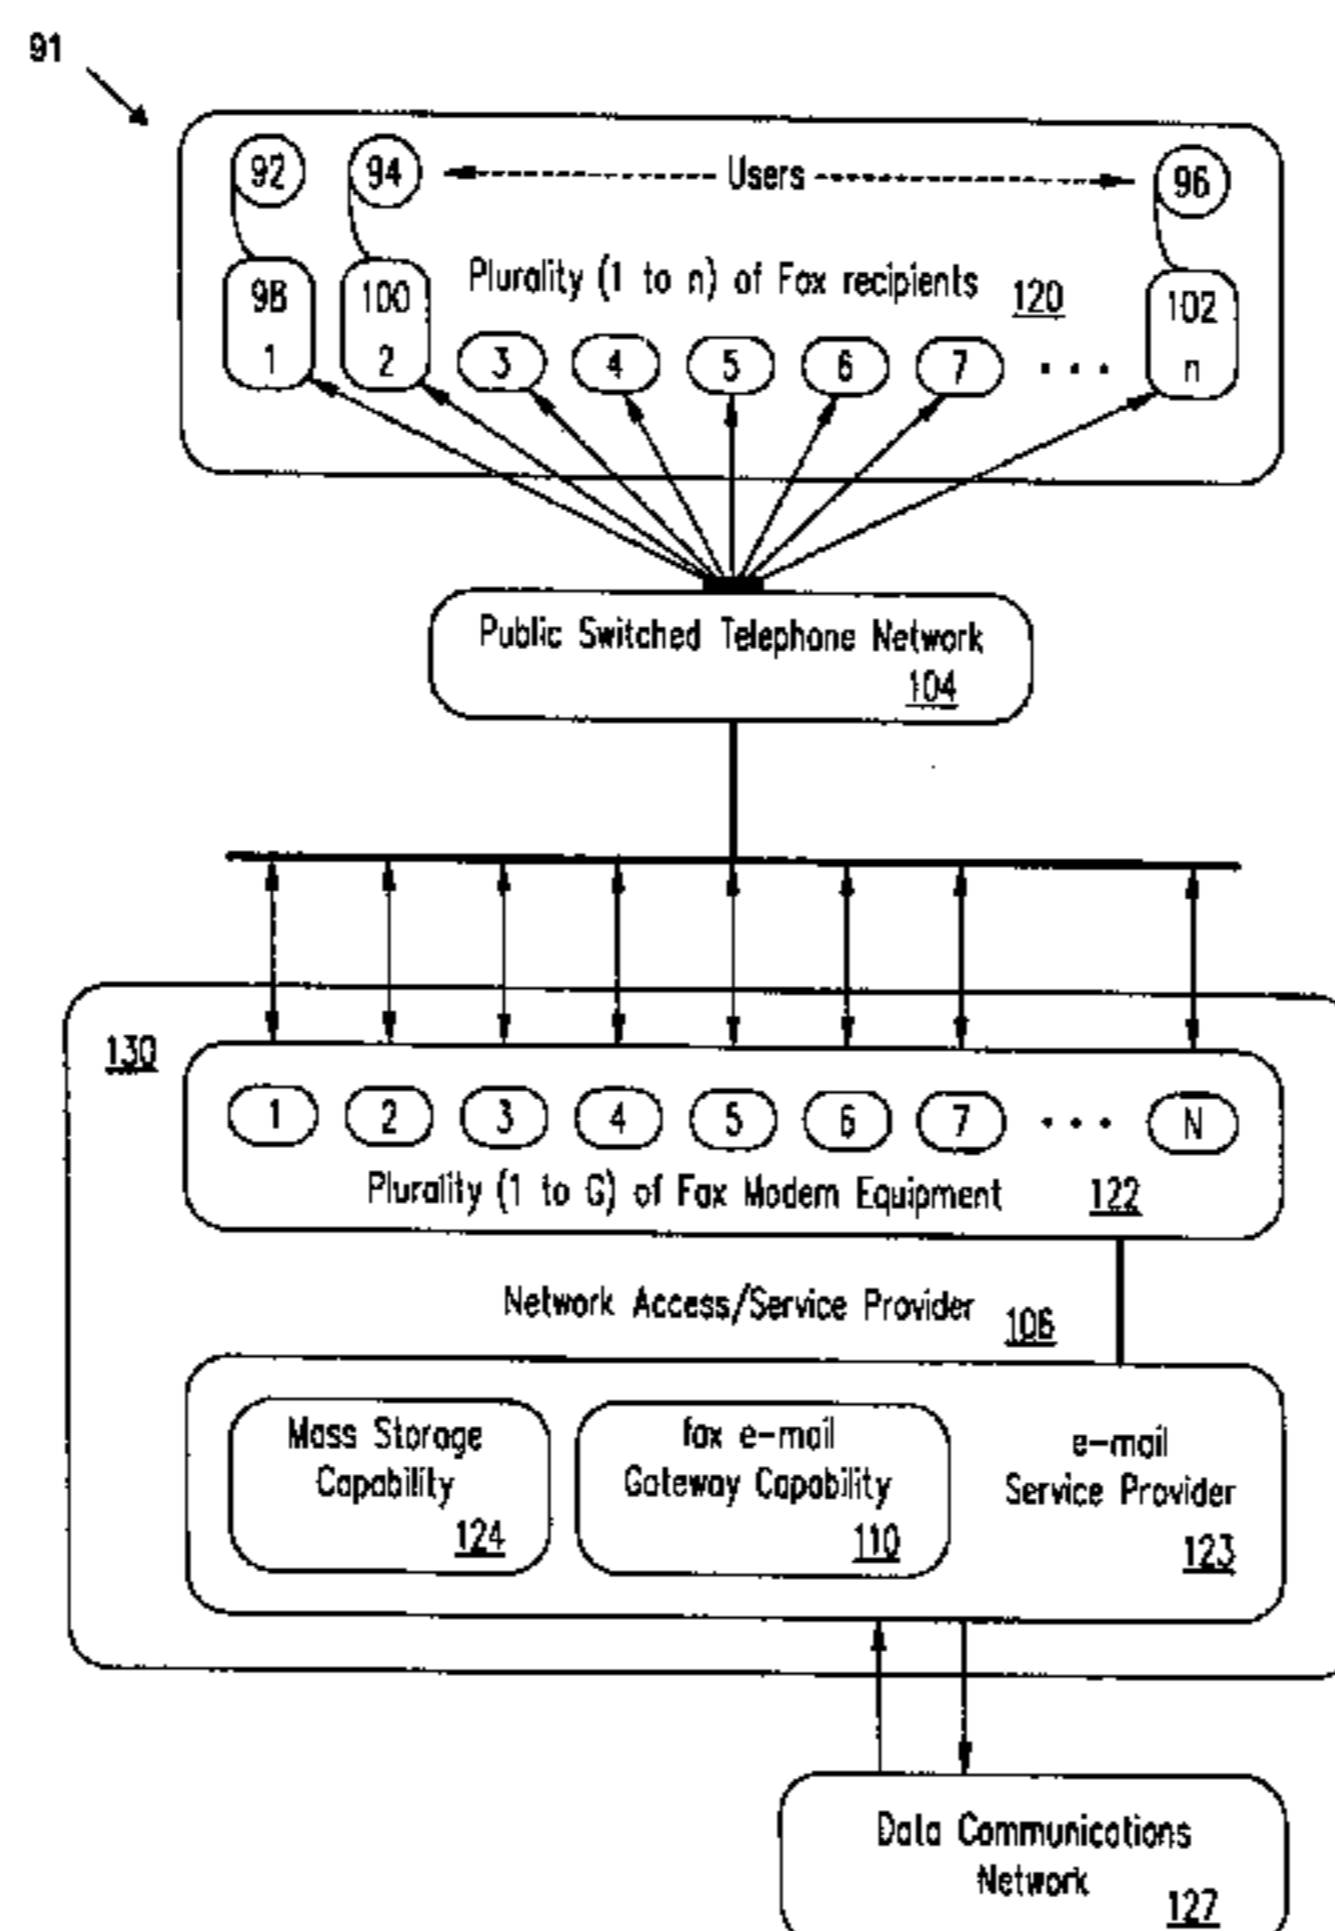 91
92 94 Users 96
98 100 Plurality (1 to n) of Fax recipients 120 102
1 2 3 4 5 6 7 ... n
Public Switched Telephone Network
104
130
1 2 3 4 5 6 7 ... N
Plurality (1 to G) of Fax Modem Equipment 122
Network Access/Service Provider 106
Mass Storage
Capability
124
fax e-mail
Gateway Capability
110
e-mail
Service Provider
123
Data Communications
Network
127